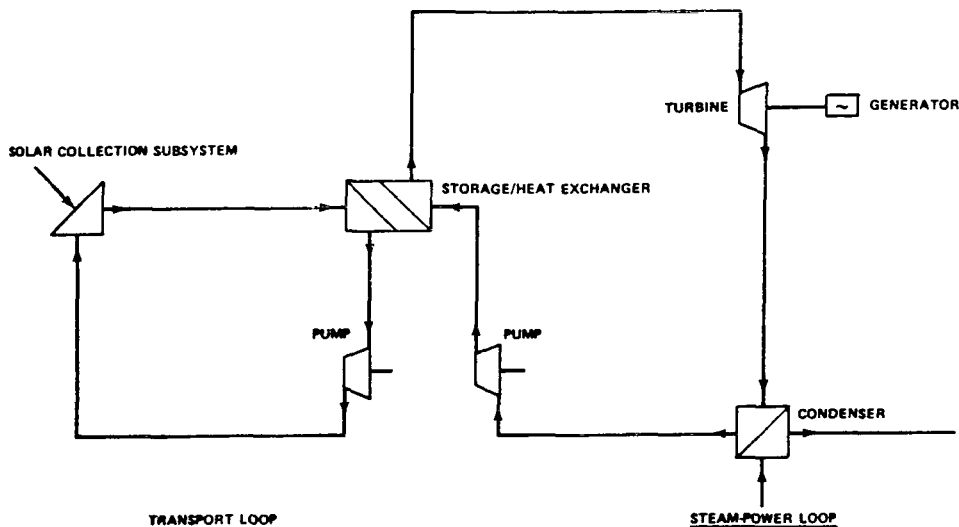 TURBINE
~
GENERATOR
SOLAR COLLECTION SUBSYSTEM
STORAGE/HEAT EXCHANGER
PUMP
PUMP
CONDENSER
TRANSPORT LOOP
STEAM-POWER LOOP